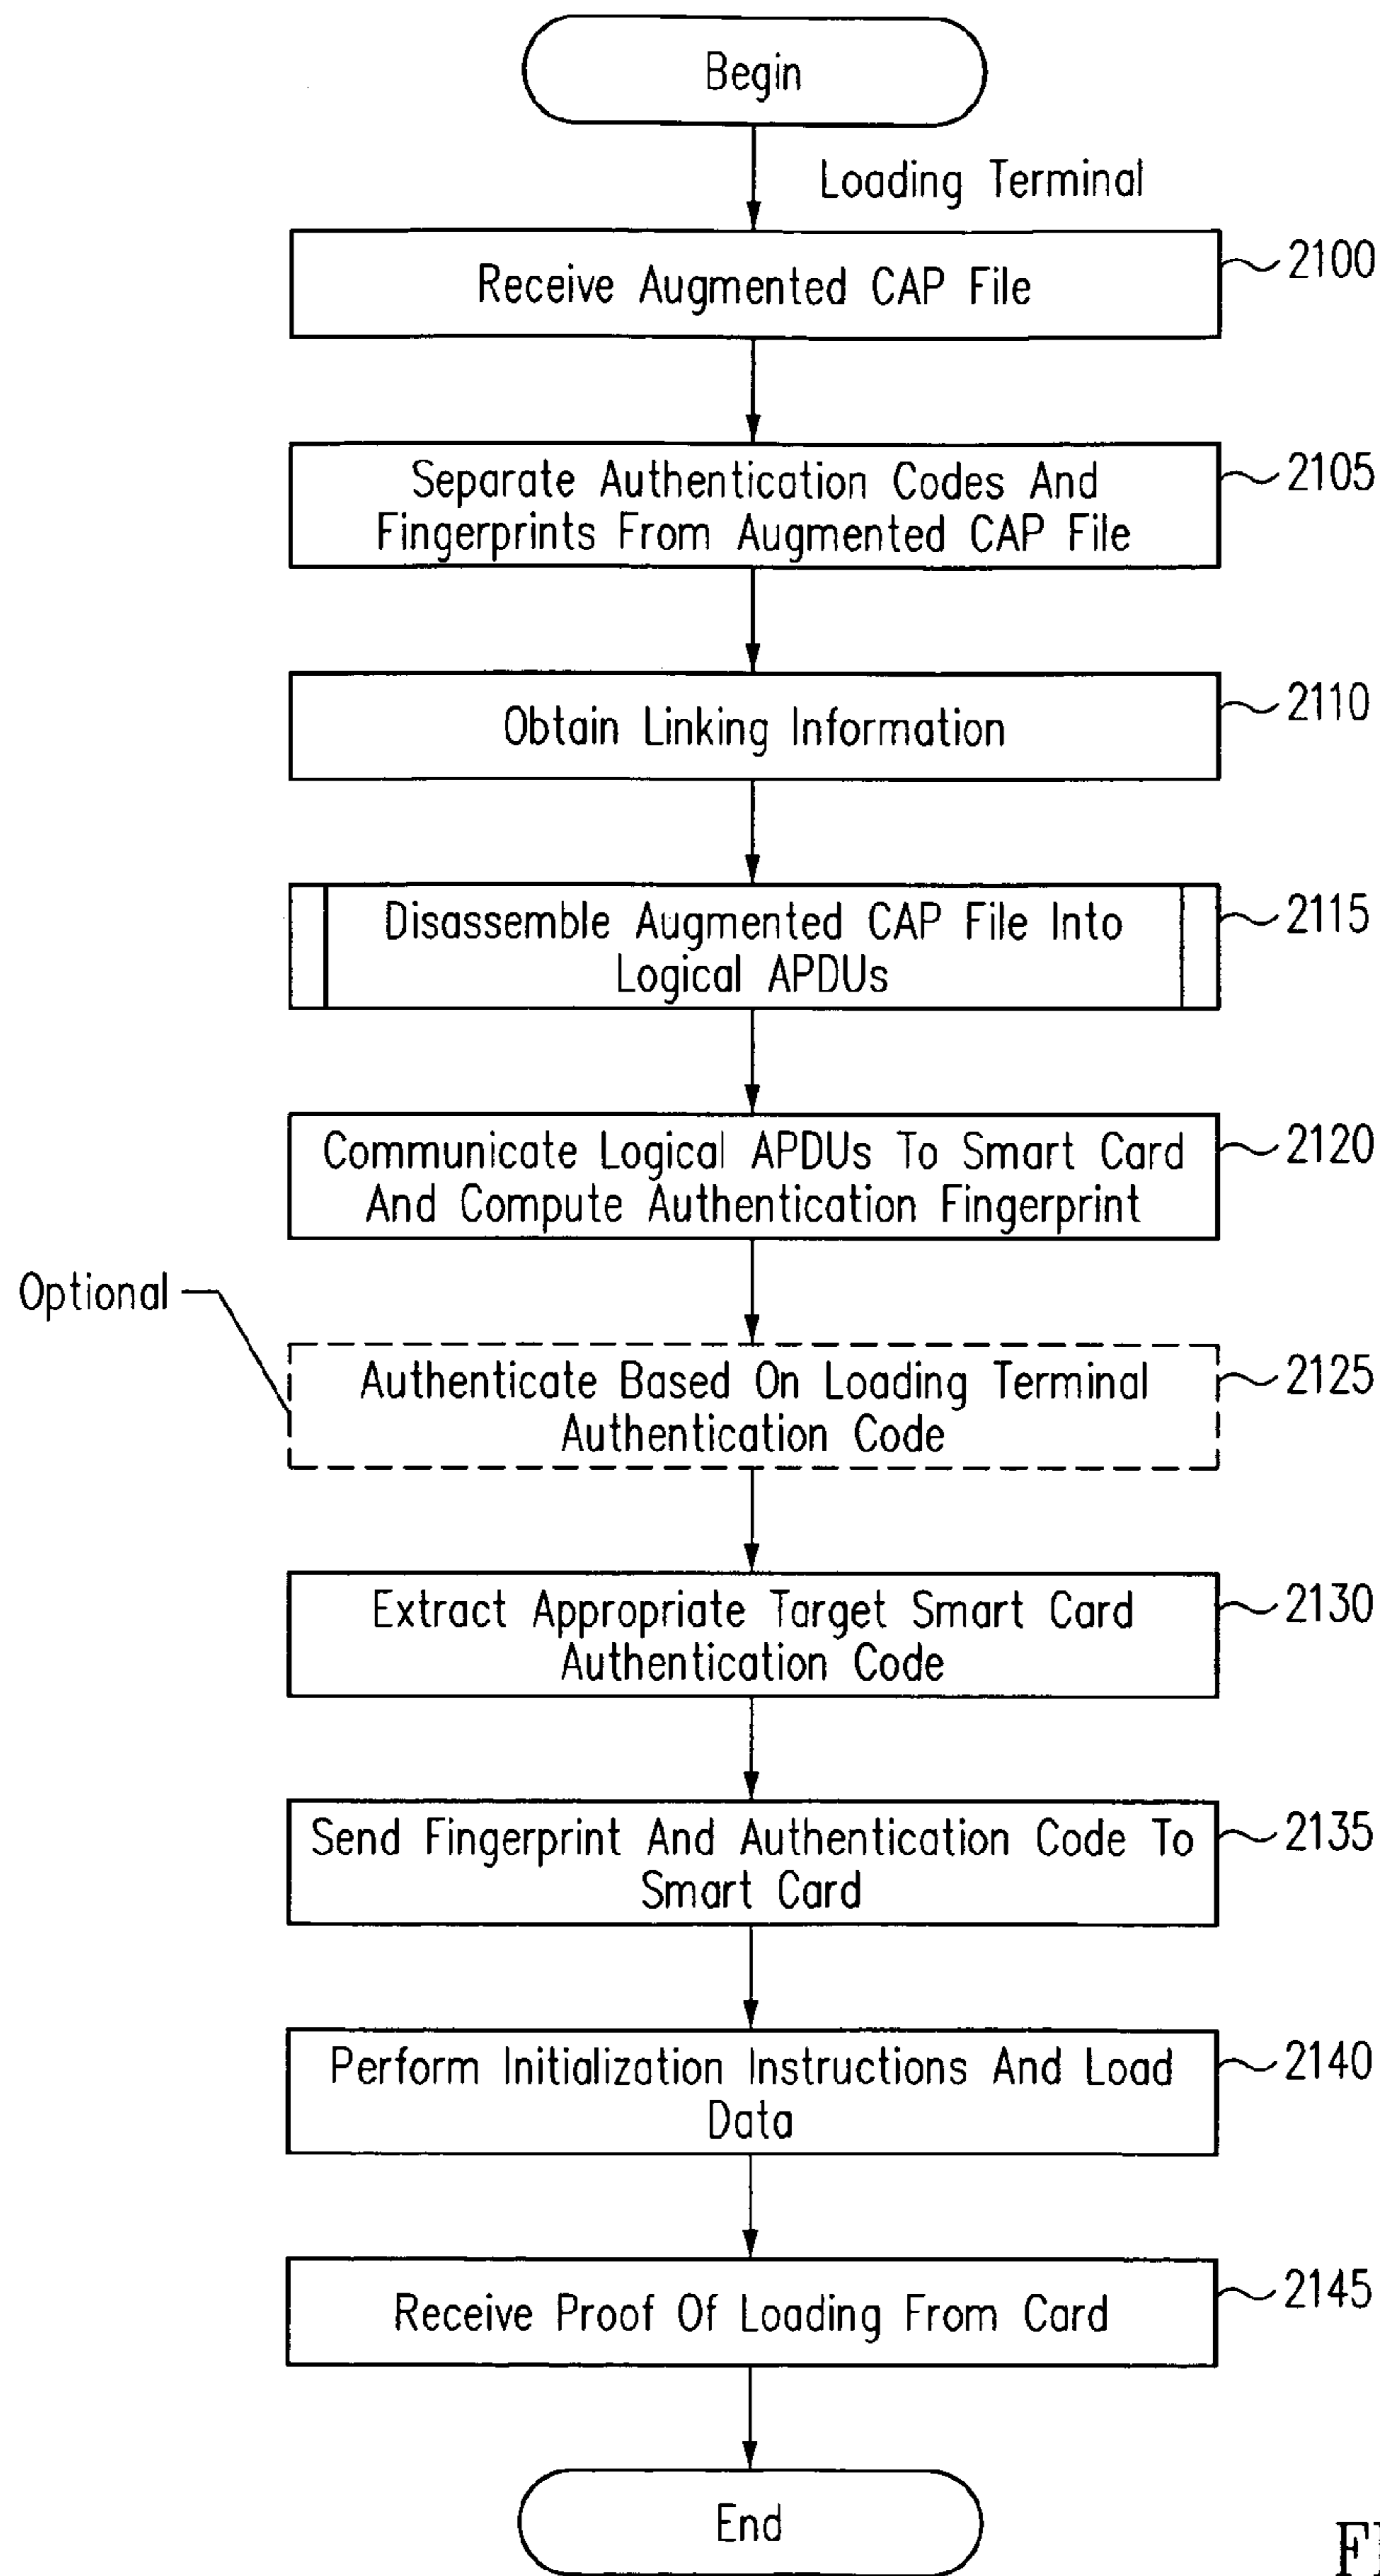 Begin
Loading Terminal
Receive Augmented CAP File
2100
Separate Authentication Codes And
Fingerprints From Augmented CAP File
2105
Obtain Linking Information
2110
Disassemble Augmented CAP File Into
Logical APDUs
2115
Communicate Logical APDUs To Smart Card
And Compute Authentication Fingerprint
2120
Optional
Authenticate Based On Loading Terminal
Authentication Code
2125
Extract Appropriate Target Smart Card
Authentication Code
2130
Send Fingerprint And Authentication Code To
Smart Card
2135
Perform Initialization Instructions And Load
Data
2140
Receive Proof Of Loading From Card
2145
End